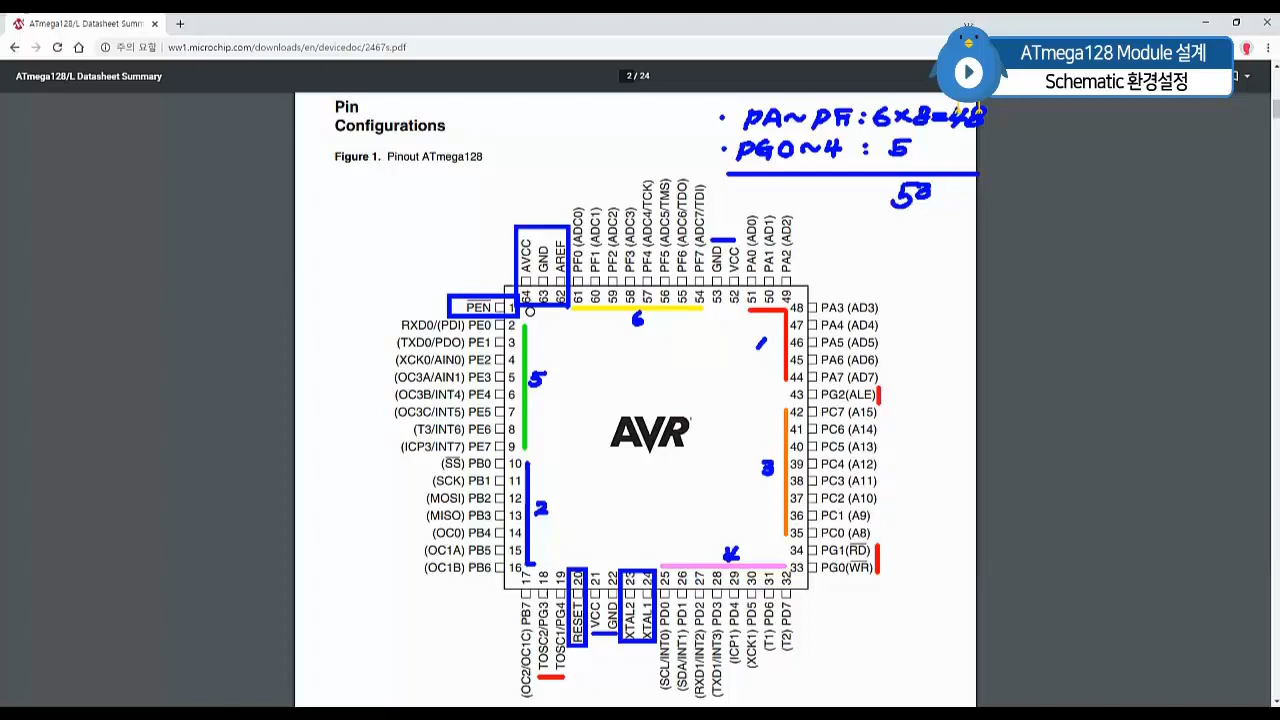 ATmega128/L Datasheet Summ
주의 요함
ww1.microchip.com/downloads/en/devicedoc/2467s.pdf
ATmega128 Module 설계
Schematic 환경설정
ATmega128/L Datasheet Summary
2 / 24
Pin
Configurations
Figure 1. Pinout ATmega128
· PA~PF : 6×8=48
· PG0~4 : 5
53
AVCC
GND
AREF
PF0 (ADC0)
PF1 (ADC1)
PF2 (ADC2)
PF3 (ADC3)
PF4 (ADC4/TCK)
PF5 (ADC5/TMS)
PF6 (ADC6/TDO)
PF7 (ADC7/TDI)
GND
VCC
PA0 (AD0)
PA1 (AD1)
PA2 (AD2)
64
63
62
61
60
59
58
57
56
55
54
53
52
51
50
49
PEN 1
RXD0/(PDI) PE0 2
(TXD0/PDO) PE1 3
(XCK0/AIN0) PE2 4
(OC3A/AIN1) PE3 5
(OC3B/INT4) PE4 6
(OC3C/INT5) PE5 7
(T3/INT6) PE6 8
(ICP3/INT7) PE7 9
(SS) PB0 10
(SCK) PB1 11
(MOSI) PB2 12
(MISO) PB3 13
(OC0) PB4 14
(OC1A) PB5 15
(OC1B) PB6 16
6
1
5
AVR
3
2
4
48 PA3 (AD3)
47 PA4 (AD4)
46 PA5 (AD5)
45 PA6 (AD6)
44 PA7 (AD7)
43 PG2(ALE)
42 PC7 (A15)
41 PC6 (A14)
40 PC5 (A13)
39 PC4 (A12)
38 PC3 (A11)
37 PC2 (A10)
36 PC1 (A9)
35 PC0 (A8)
34 PG1(RD)
33 PG0(WR)
17
18
19
20
21
22
23
24
25
26
27
28
29
30
31
32
(OC2/OC1C) PB7
TOSC2/PG3
TOSC1/PG4
RESET
VCC
GND
XTAL2
XTAL1
(SCL/INT0) PD0
(SDA/INT1) PD1
(RXD1/INT2) PD2
(TXD1/INT3) PD3
(ICP1) PD4
(XCK1) PD5
(T1) PD6
(T2) PD7